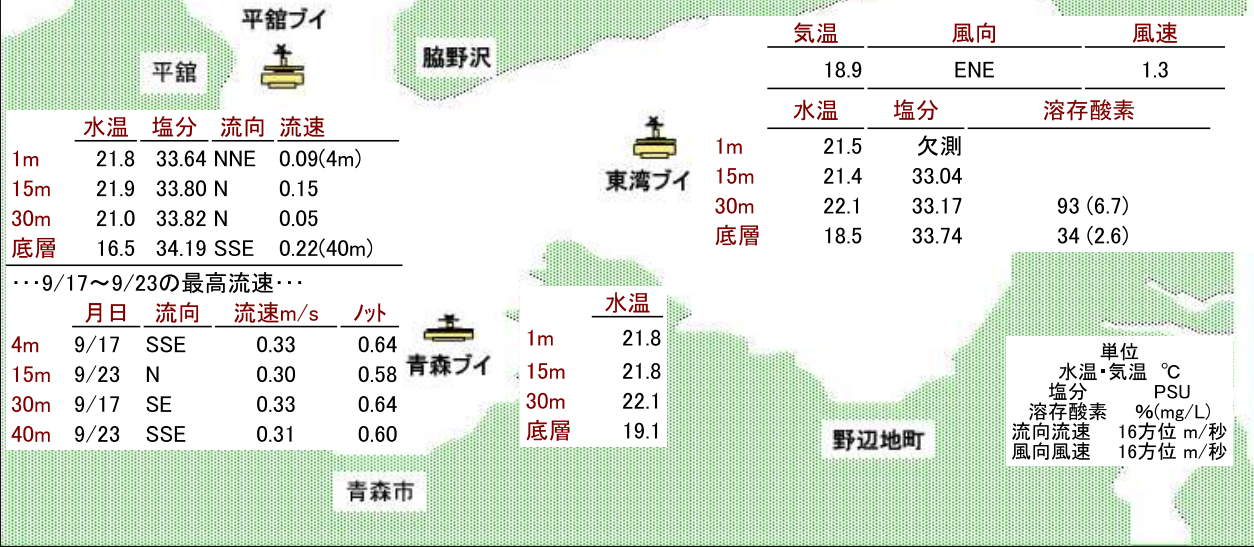 平舘ブイ
平舘
脇野沢
水温 塩分 流向 流速
1m 21.8 33.64 NNE 0.09(4m)
15m 21.9 33.80 N 0.15
30m 21.0 33.82 N 0.05
底層 16.5 34.19 SSE 0.22(40m)
…9/17～9/23の最高流速…
月日 流向 流速m/s ノット
4m 9/17 SSE 0.33 0.64
15m 9/23 N 0.30 0.58
30m 9/17 SE 0.33 0.64
40m 9/23 SSE 0.31 0.60
気温 風向 風速
18.9 ENE 1.3
東湾ブイ
水温 塩分 溶存酸素
1m 21.5 欠測
15m 21.4 33.04
30m 22.1 33.17 93 (6.7)
底層 18.5 33.74 34 (2.6)
青森ブイ
水温
1m 21.8
15m 21.8
30m 22.1
底層 19.1
青森市
野辺地町
単位
水温・気温 ℃
塩分 PSU
溶存酸素 %(mg/L)
流向流速 16方位 m/秒
風向風速 16方位 m/秒